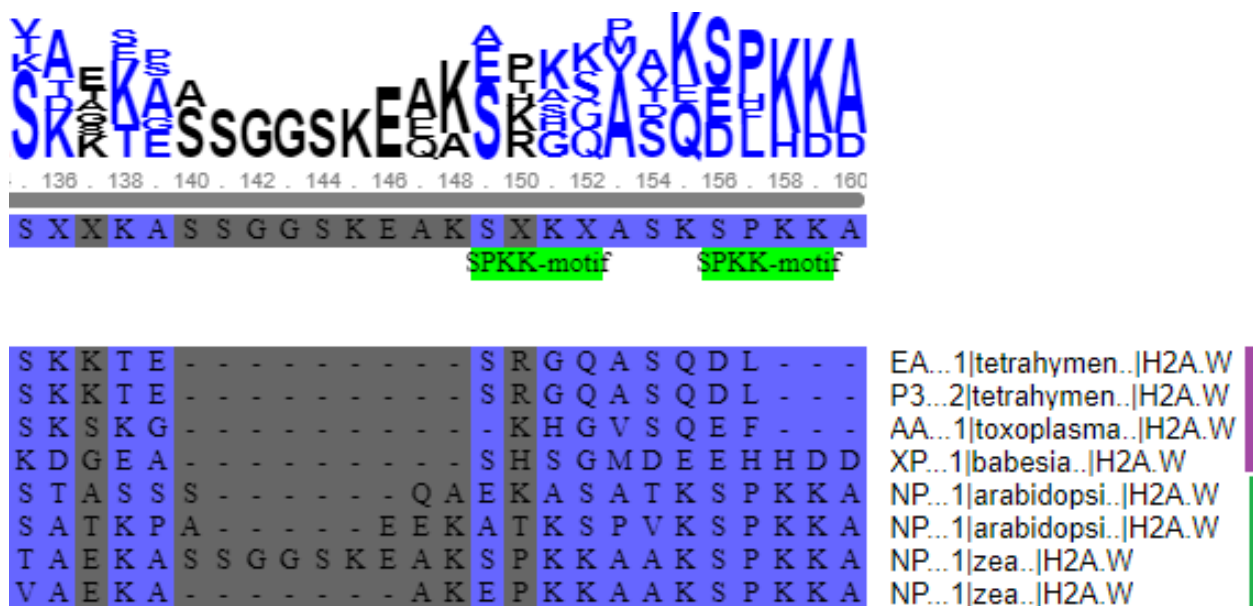 . 136 . 138 . 140 . 142 . 144 . 146 . 148 . 150 . 152 . 154 . 156 . 158 . 160
S X X K A S S G G S K E A K S X K X A S K S P K K A
SPKK-motif SPKK-motif
S K K T E - - - - - - - - - S R G Q A S Q D L - - - EA...1|tetrahymen..|H2A.W
S K K T E - - - - - - - - - S R G Q A S Q D L - - - P3...2|tetrahymen..|H2A.W
S K S K G - - - - - - - - - - K H G V S Q E F - - - AA...1|toxoplasma..|H2A.W
K D G E A - - - - - - - - - S H S G M D E E H H D D XP...1|babesia..|H2A.W
S T A S S S - - - - - - Q A E K A S A T K S P K K A NP...1|arabidopsi..|H2A.W
S A T K P A - - - - - E E K A T K S P V K S P K K A NP...1|arabidopsi..|H2A.W
T A E K A S S G G S K E A K S P K K A A K S P K K A NP...1|zea..|H2A.W
V A E K A - - - - - - - A K E P K K A A K S P K K A NP...1|zea..|H2A.W